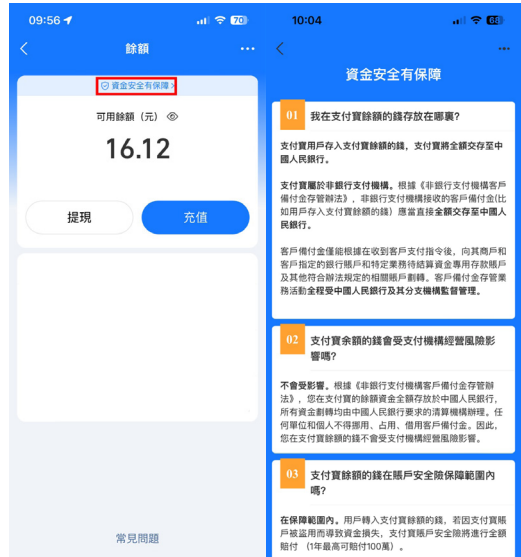 09:56
70
餘額
資金安全有保障
可用餘額（元）
16.12
提現
充值
常見問題
10:04
68
資金安全有保障
01 我在支付寶餘額的錢存放在哪裏?
支付寶用戶存入支付寶餘額的錢，支付寶將全額交存至中
國人民銀行。
支付寶屬於非銀行支付機構。根據《非銀行支付機構客戶
備付金存管辦法》，非銀行支付機構接收的客戶備付金(比
如用戶存入支付寶餘額的錢）應當直接全額交存至中國人
民銀行。
客戶備付金僅能根據在收到客戶支付指令後，向其商戶和
客戶指定的銀行賬戶和特定業務待結算資金專用存款賬戶
及其他符合辦法規定的相關賬戶劃轉。客戶備付金存管業
務活動全程受中國人民銀行及其分支機構監督管理。
02 支付寶余額的錢會受支付機構經營風險影
響嗎?
不會受影響。根據《非銀行支付機構客戶備付金存管辦
法》，您在支付寶的餘額資金全額存放於中國人民銀行，
所有資金劃轉均由中國人民銀行要求的清算機構辦理。任
何單位和個人不得挪用、占用、借用客戶備付金。因此，
您在支付寶餘額的錢不會受支付機構經營風險影響。
03 支付寶餘額的錢在賬戶安全險保障範圍內
嗎?
在保障範圍內。用戶轉入支付寶餘額的錢，若因支付寶賬
戶被盜用而導致資金損失，支付寶賬戶安全險將進行全額
賠付 （1年最高可賠付100萬）.